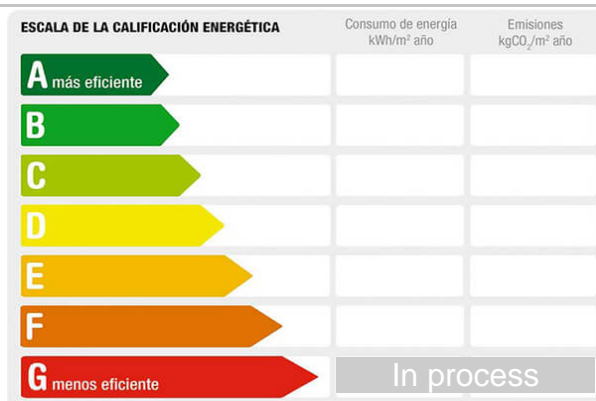 ESCALA DE LA CALIFICACIÓN ENERGÉTICA
Consumo de energía
kWh/m² año
Emisiones
kgCO₂/m² año
A más eficiente
B
C
D
E
F
G menos eficiente
In process